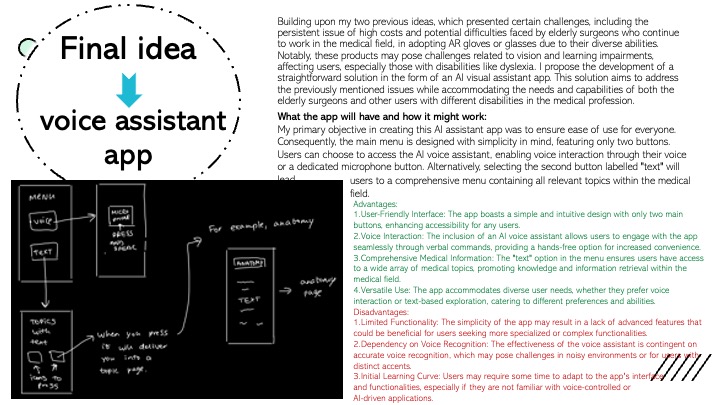 Final idea
voice assistant
app
Building upon my two previous ideas, which presented certain challenges, including the
persistent issue of high costs and potential difficulties faced by elderly surgeons who continue
to work in the medical field, in adopting AR gloves or glasses due to their diverse abilities.
Notably, these products may pose challenges related to vision and learning impairments,
affecting users, especially those with disabilities like dyslexia. I propose the development of a
straightforward solution in the form of an AI visual assistant app. This solution aims to address
the previously mentioned issues while accommodating the needs and capabilities of both the
elderly surgeons and other users with different disabilities in the medical profession.
What the app will have and how it might work:
My primary objective in creating this AI assistant app was to ensure ease of use for everyone.
Consequently, the main menu is designed with simplicity in mind, featuring only two buttons.
Users can choose to access the AI voice assistant, enabling voice interaction through their voice
or a dedicated microphone button. Alternatively, selecting the second button labelled "text" will
lead users to a comprehensive menu containing all relevant topics within the medical
field.
Advantages:
1.User-Friendly Interface: The app boasts a simple and intuitive design with only two main
buttons, enhancing accessibility for any users.
2.Voice Interaction: The inclusion of an AI voice assistant allows users to engage with the app
seamlessly through verbal commands, providing a hands-free option for increased convenience.
3.Comprehensive Medical Information: The "text" option in the menu ensures users have access
to a wide array of medical topics, promoting knowledge and information retrieval within the
medical field.
4.Versatile Use: The app accommodates diverse user needs, whether they prefer voice
interaction or text-based exploration, catering to different preferences and abilities.
Disadvantages:
1.Limited Functionality: The simplicity of the app may result in a lack of advanced features that
could be beneficial for users seeking more specialized or complex functionalities.
2.Dependency on Voice Recognition: The effectiveness of the voice assistant is contingent on
accurate voice recognition, which may pose challenges in noisy environments or for users with
distinct accents.
3.Initial Learning Curve: Users may require some time to adapt to the app's interface
and functionalities, especially if they are not familiar with voice-controlled or
AI-driven applications.
MENU
voice
TEXT
MICRO
PHONE
PRESS
AND
SPEAK
TOPICS
with
text
icons to
press
When you press
it will deliver
you into a
topic page.
For example, anatomy
ANATOMY
TEXT
anatomy
page